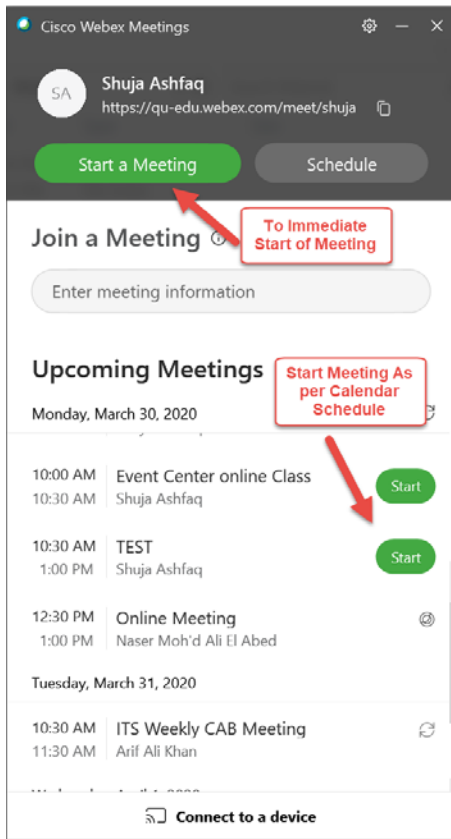 Cisco Webex Meetings
SA
Shuja Ashfaq
https://qu-edu.webex.com/meet/shuja
Start a Meeting
Schedule
To Immediate
Start of Meeting
Join a Meeting
Enter meeting information
Upcoming Meetings
Start Meeting As
per Calendar
Schedule
Monday, March 30, 2020
10:00 AM Event Center online Class
10:30 AM Shuja Ashfaq
Start
10:30 AM TEST
1:00 PM Shuja Ashfaq
Start
12:30 PM Online Meeting
1:00 PM Naser Moh'd Ali El Abed
Tuesday, March 31, 2020
10:30 AM ITS Weekly CAB Meeting
11:30 AM Arif Ali Khan
Connect to a device